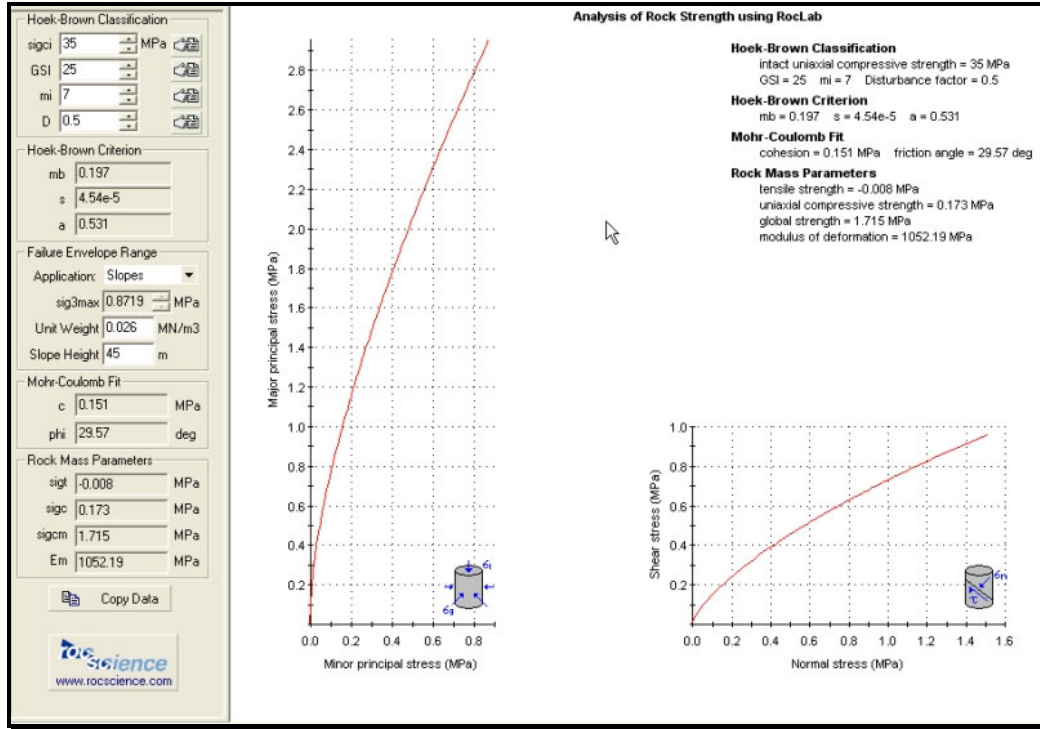 Hoek-Brown Classification
sigci 35 MPa
GSI 25
mi 7
D 0.5
Hoek-Brown Criterion
mb 0.197
s 4.54e-5
a 0.531
Failure Envelope Range
Application: Slopes
sig3max 0.8719 MPa
Unit Weight 0.026 MN/m3
Slope Height 45 m
Mohr-Coulomb Fit
c 0.151 MPa
phi 29.57 deg
Rock Mass Parameters
sigt -0.008 MPa
sigc 0.173 MPa
sigcm 1.715 MPa
Em 1052.19 MPa
Copy Data
rocscience
www.rocscience.com
Analysis of Rock Strength using RocLab
Hoek-Brown Classification
intact uniaxial compressive strength = 35 MPa
GSI = 25 mi = 7 Disturbance factor = 0.5
Hoek-Brown Criterion
mb = 0.197 s = 4.54e-5 a = 0.531
Mohr-Coulomb Fit
cohesion = 0.151 MPa friction angle = 29.57 deg
Rock Mass Parameters
tensile strength = -0.008 MPa
uniaxial compressive strength = 0.173 MPa
global strength = 1.715 MPa
modulus of deformation = 1052.19 MPa
Major principal stress (MPa)
2.8
2.6
2.4
2.2
2.0
1.8
1.6
1.4
1.2
1.0
0.8
0.6
0.4
0.2
0.0 0.2 0.4 0.6 0.8
Minor principal stress (MPa)
σ1
σ3
Shear stress (MPa)
1.0
0.8
0.6
0.4
0.2
0.0 0.2 0.4 0.6 0.8 1.0 1.2 1.4 1.6
Normal stress (MPa)
σn
τ